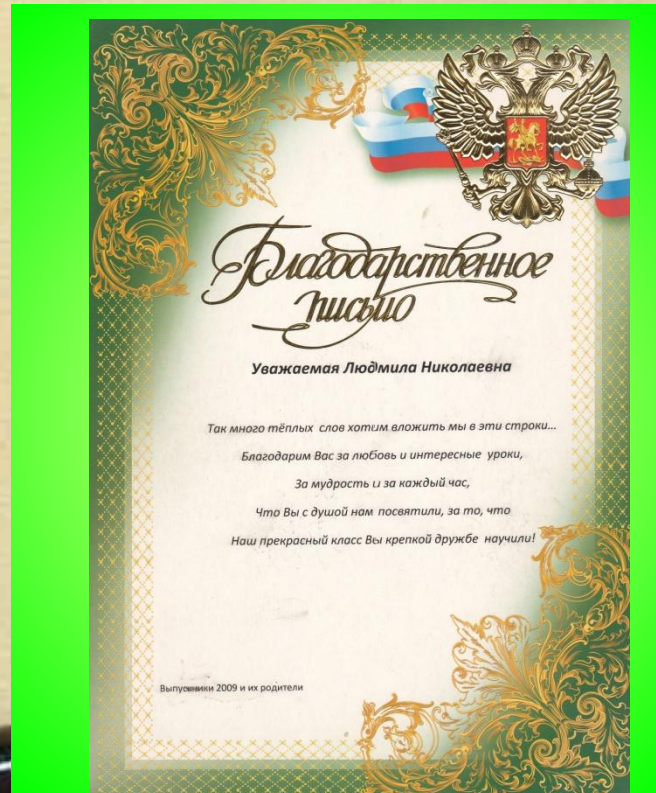 Благодарственное
письмо
Уважаемая Людмила Николаевна
Так много тёплых слов хотим вложить мы в эти строки...
Благодарим Вас за любовь и интересные уроки,
За мудрость и за каждый час,
Что Вы с душой нам посвятили, за то, что
Наш прекрасный класс Вы крепкой дружбе научили!
Выпускники 2009 и их родители